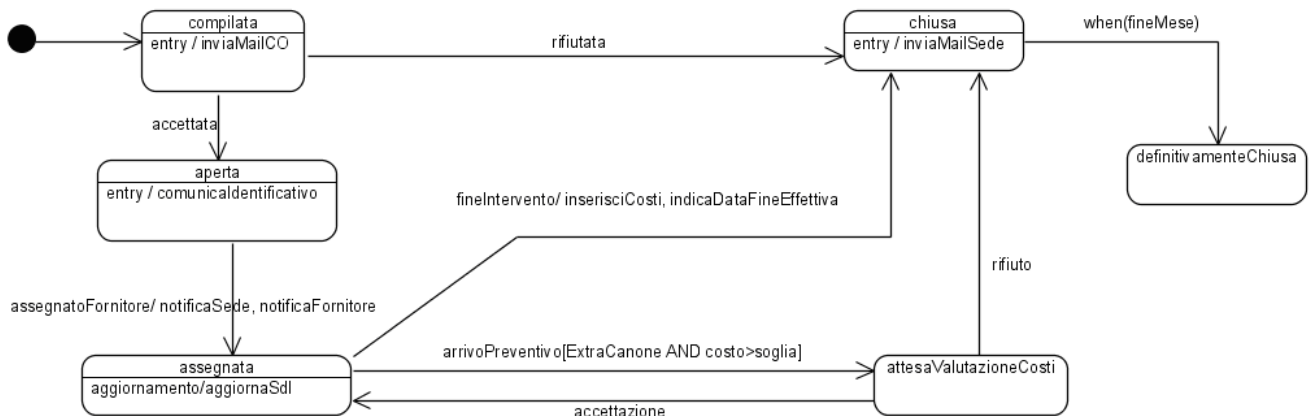 compilata
entry / inviaMailCO
rifiutata
chiusa
entry / inviaMailSede
when(fineMese)
accettata
aperta
entry / comunicaIdentificativo
definitivamenteChiusa
fineIntervento/ inserisciCosti, indicaDataFineEffettiva
rifiuto
assegnatoFornitore/ notificaSede, notificaFornitore
assegnata
aggiornamento/aggiornaSdI
arrivoPreventivo[ExtraCanone AND costo>soglia]
attesaValutazioneCosti
accettazione